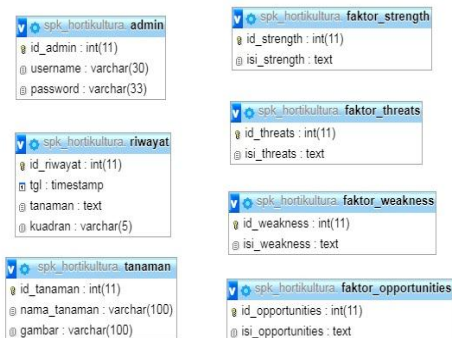 spk_hortikultura admin
id_admin : int(11)
username : varchar(30)
password : varchar(33)
spk_hortikultura riwayat
id_riwayat : int(11)
tgl : timestamp
tanaman : text
kuadran : varchar(5)
spk_hortikultura tanaman
id_tanaman : int(11)
nama_tanaman : varchar(100)
gambar : varchar(100)
spk_hortikultura faktor_strength
id_strength : int(11)
isi_strength : text
spk_hortikultura faktor_threats
id_threats : int(11)
isi_threats : text
spk_hortikultura faktor_weakness
id_weakness : int(11)
isi_weakness : text
spk_hortikultura faktor_opportunities
id_opportunities : int(11)
isi_opportunities : text